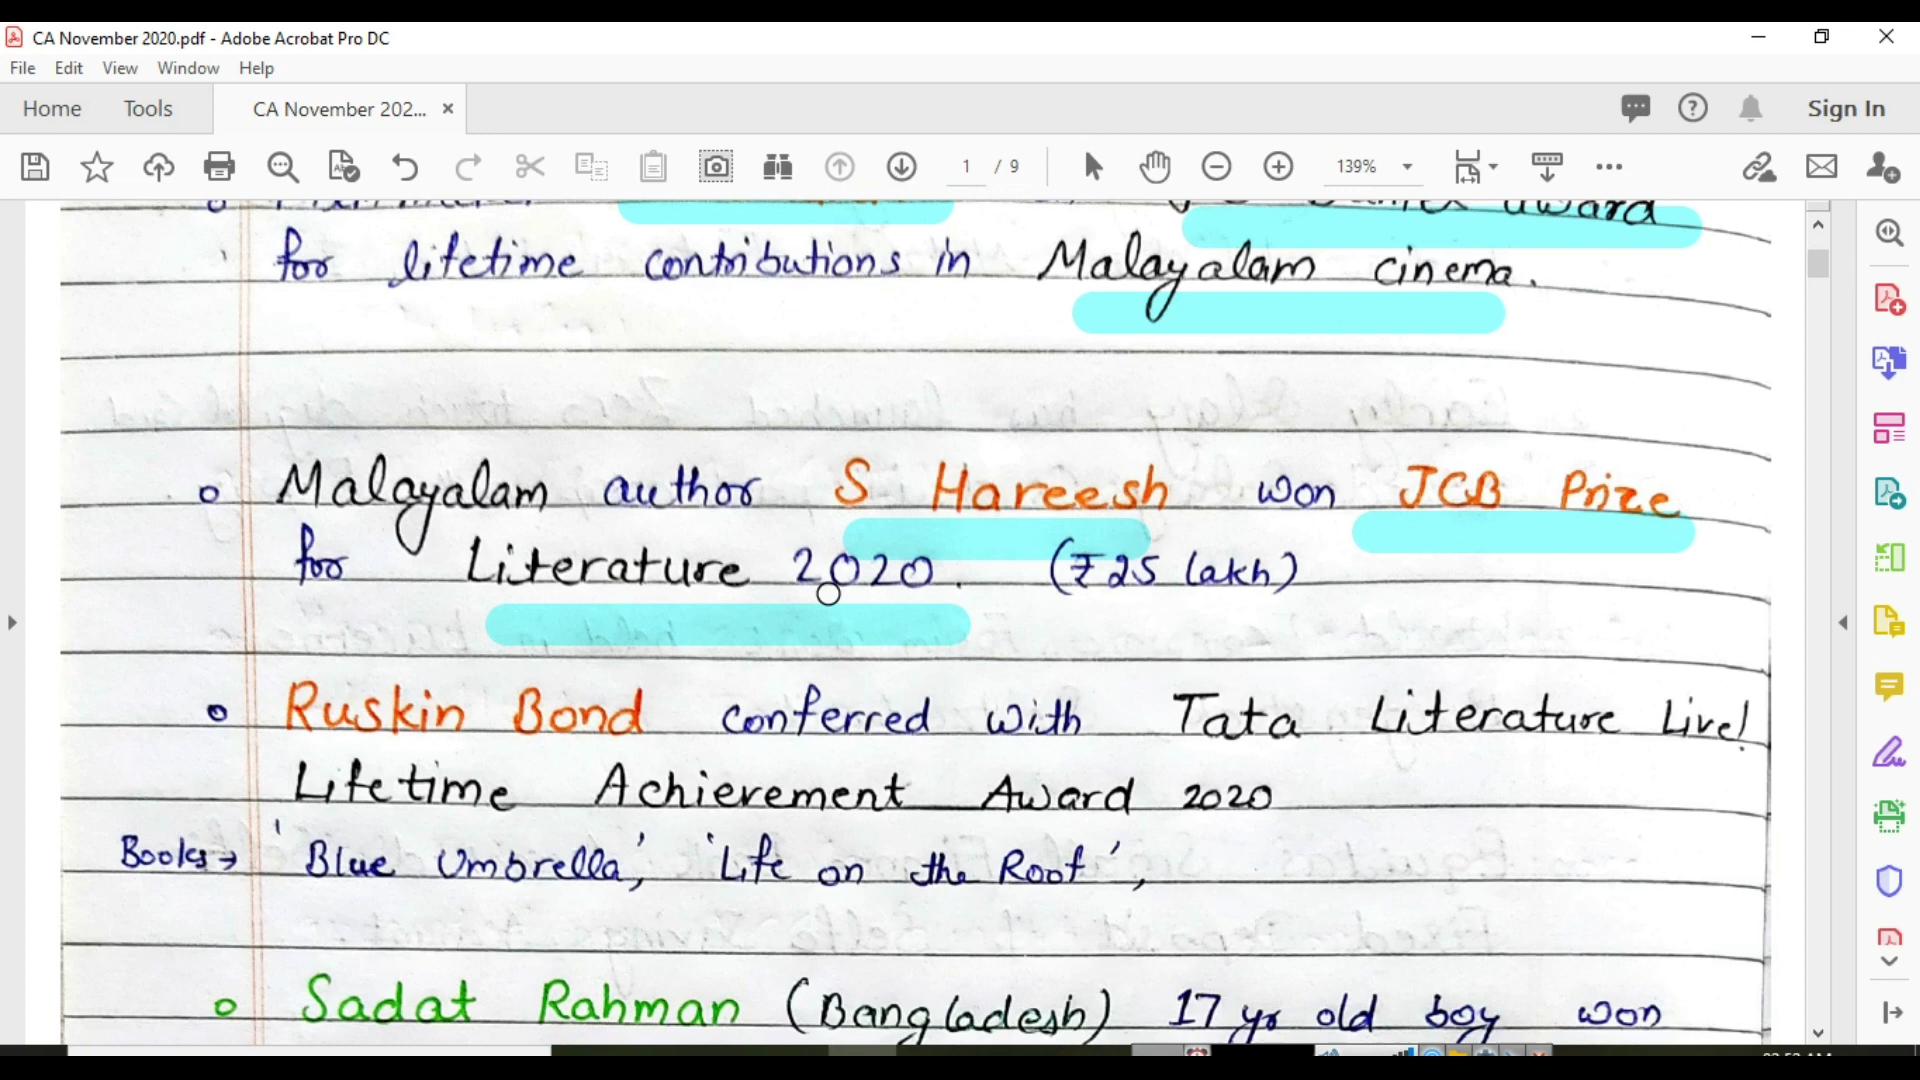 CA November 2020.pdf - Adobe Acrobat Pro DC
File Edit View Window Help
Home Tools CA November 202... × Sign In
1 / 9 139%
award
for lifetime contributions in Malayalam cinema.
o Malayalam author S Hareesh won JCB Prize
for Literature 2020. (₹25 lakh)
o Ruskin Bond conferred with Tata Literature Live!
Lifetime Achievement Award 2020
Books→ 'Blue Umbrella', 'Life on the Roof',
o Sadat Rahman (Bangladesh) 17 yr old boy won